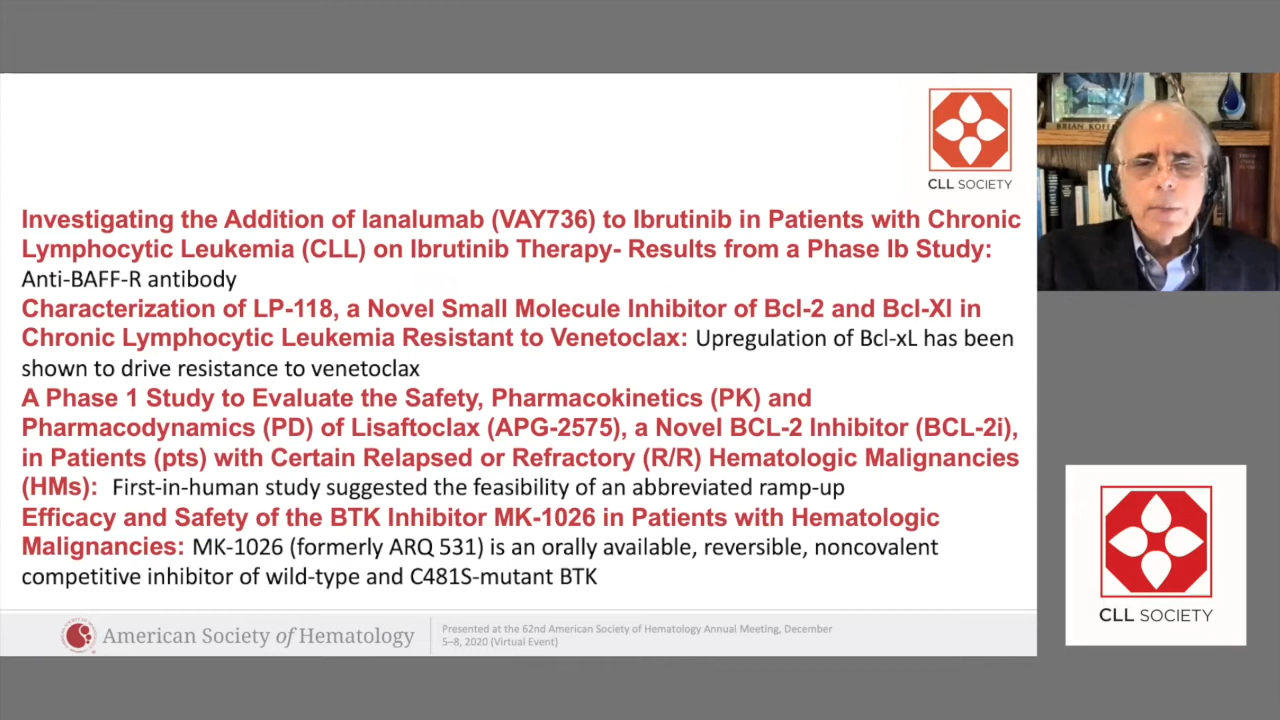 CLL SOCIETY
Investigating the Addition of Ianalumab (VAY736) to Ibrutinib in Patients with Chronic
Lymphocytic Leukemia (CLL) on Ibrutinib Therapy- Results from a Phase Ib Study:
Anti-BAFF-R antibody
Characterization of LP-118, a Novel Small Molecule Inhibitor of Bcl-2 and Bcl-Xl in
Chronic Lymphocytic Leukemia Resistant to Venetoclax: Upregulation of Bcl-xL has been
shown to drive resistance to venetoclax
A Phase 1 Study to Evaluate the Safety, Pharmacokinetics (PK) and
Pharmacodynamics (PD) of Lisaftoclax (APG-2575), a Novel BCL-2 Inhibitor (BCL-2i),
in Patients (pts) with Certain Relapsed or Refractory (R/R) Hematologic Malignancies
(HMs): First-in-human study suggested the feasibility of an abbreviated ramp-up
Efficacy and Safety of the BTK Inhibitor MK-1026 in Patients with Hematologic
Malignancies: MK-1026 (formerly ARQ 531) is an orally available, reversible, noncovalent
competitive inhibitor of wild-type and C481S-mutant BTK
American Society of Hematology
Presented at the 62nd American Society of Hematology Annual Meeting, December
5–8, 2020 (Virtual Event)
BRIAN
CLL SOCIETY